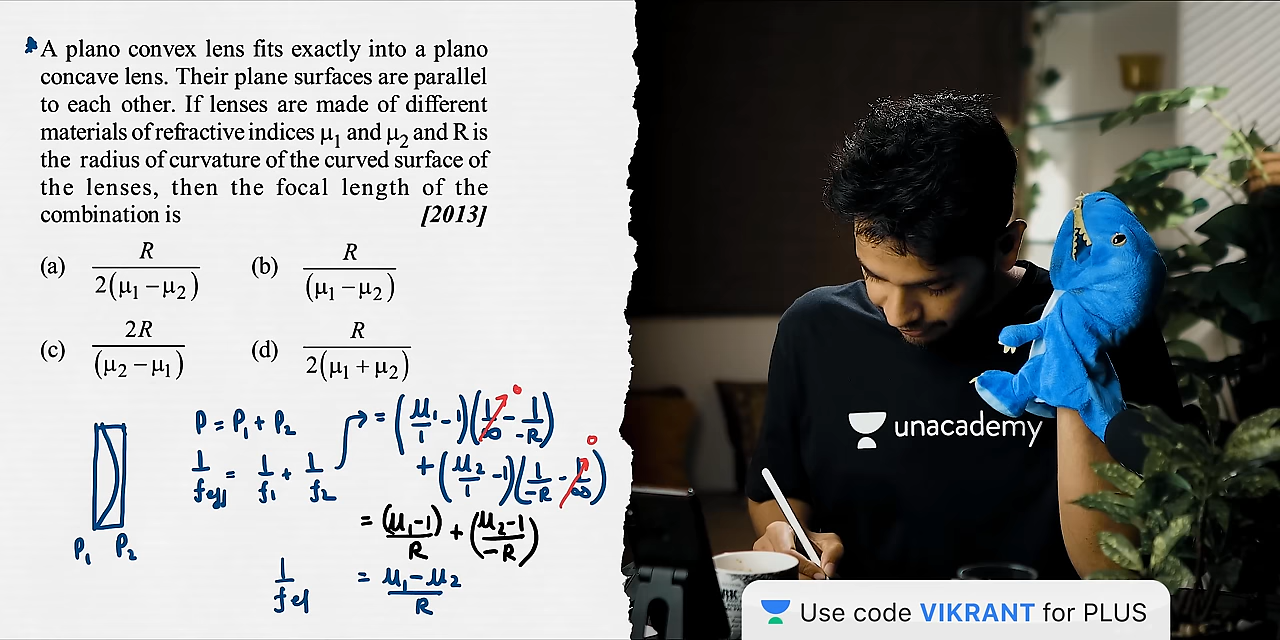 A plano convex lens fits exactly into a plano
concave lens. Their plane surfaces are parallel
to each other. If lenses are made of different
materials of refractive indices μ₁ and μ₂ and R is
the radius of curvature of the curved surface of
the lenses, then the focal length of the
combination is [2013]
(a) R / 2(μ₁ − μ₂) (b) R / (μ₁ − μ₂)
(c) 2R / (μ₂ − μ₁) (d) R / 2(μ₁ + μ₂)
P = P₁ + P₂
1/feff = 1/f₁ + 1/f₂
= (μ₁/1 − 1)(1/∞ − 1/−R) 0
+ (μ₂/1 − 1)(1/−R − 1/∞) 0
= (μ₁−1)/R + (μ₂−1)/−R
P₁ P₂
1/feff = μ₁ − μ₂ / R
unacademy
Use code VIKRANT for PLUS